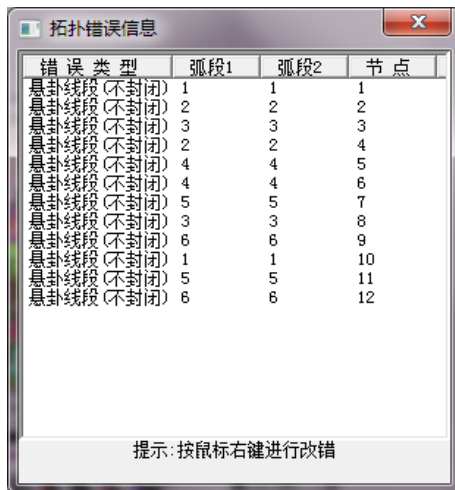 拓扑错误信息
错误类型 弧段1 弧段2 节点
悬挂线段(不封闭) 1 1 1
悬挂线段(不封闭) 2 2 2
悬挂线段(不封闭) 3 3 3
悬挂线段(不封闭) 2 2 4
悬挂线段(不封闭) 4 4 5
悬挂线段(不封闭) 4 4 6
悬挂线段(不封闭) 5 5 7
悬挂线段(不封闭) 3 3 8
悬挂线段(不封闭) 6 6 9
悬挂线段(不封闭) 1 1 10
悬挂线段(不封闭) 5 5 11
悬挂线段(不封闭) 6 6 12
提示:按鼠标右键进行改错